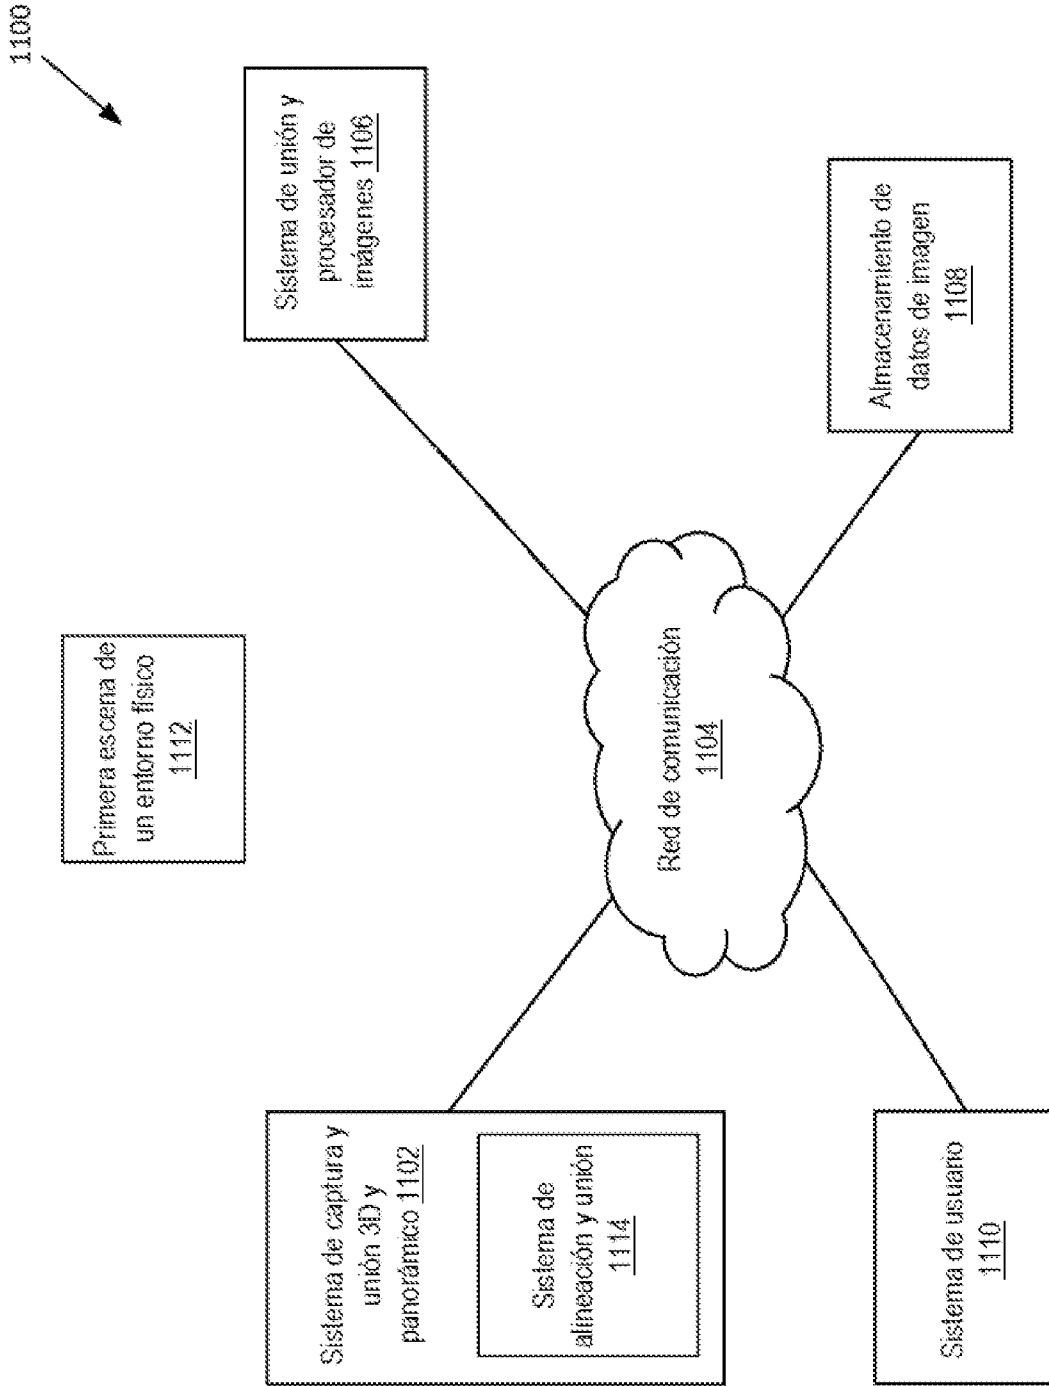 1100
Primera escena de
un entorno físico
1112
Sistema de captura y
unión 3D y
panorámico 1102
Sistema de
alineación y unión
1114
Sistema de unión y
procesador de
imágenes 1106
Red de comunicación
1104
Sistema de usuario
1110
Almacenamiento de
datos de imagen
1108